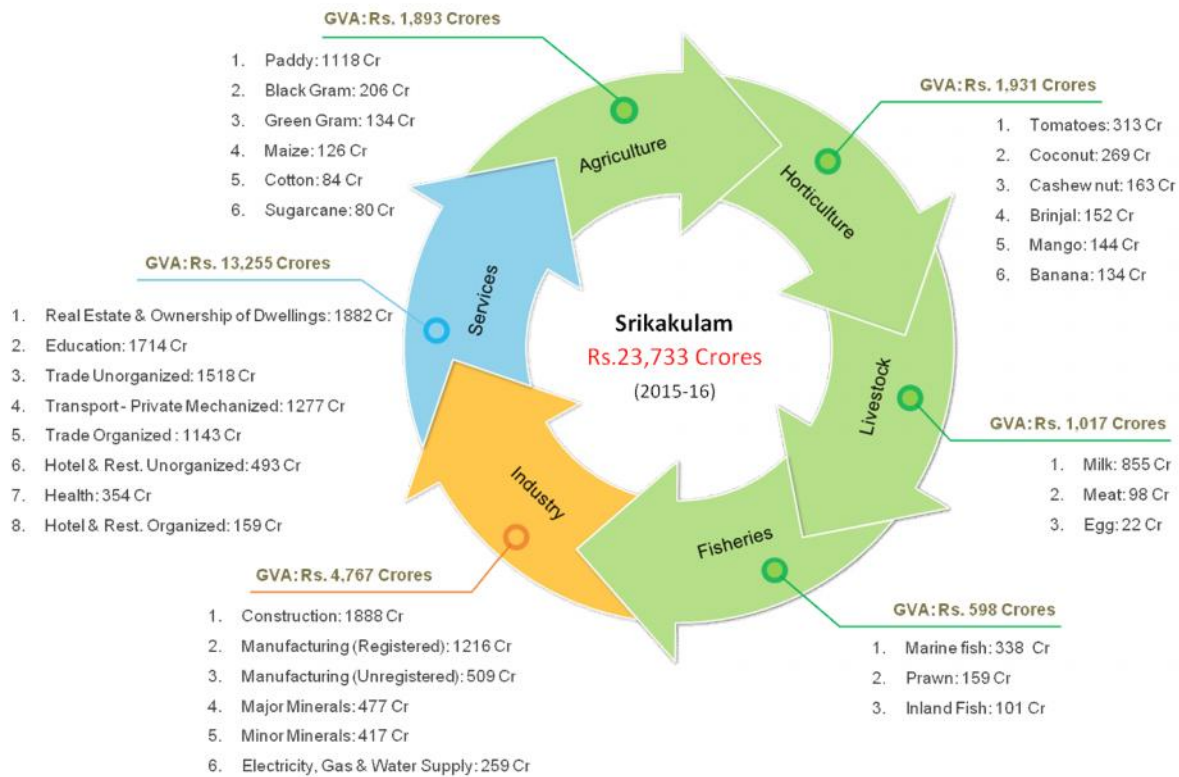 GVA: Rs. 1,893 Crores
1. Paddy: 1118 Cr
2. Black Gram: 206 Cr
3. Green Gram: 134 Cr
4. Maize: 126 Cr
5. Cotton: 84 Cr
6. Sugarcane: 80 Cr
Agriculture
GVA: Rs. 1,931 Crores
1. Tomatoes: 313 Cr
2. Coconut: 269 Cr
3. Cashew nut: 163 Cr
4. Brinjal: 152 Cr
5. Mango: 144 Cr
6. Banana: 134 Cr
Horticulture
GVA: Rs. 13,255 Crores
1. Real Estate & Ownership of Dwellings: 1882 Cr
2. Education: 1714 Cr
3. Trade Unorganized: 1518 Cr
4. Transport - Private Mechanized: 1277 Cr
5. Trade Organized : 1143 Cr
6. Hotel & Rest. Unorganized: 493 Cr
7. Health: 354 Cr
8. Hotel & Rest. Organized: 159 Cr
Services
Srikakulam
Rs.23,733 Crores
(2015-16)
Livestock
GVA: Rs. 1,017 Crores
1. Milk: 855 Cr
2. Meat: 98 Cr
3. Egg: 22 Cr
Industry
GVA: Rs. 4,767 Crores
1. Construction: 1888 Cr
2. Manufacturing (Registered): 1216 Cr
3. Manufacturing (Unregistered): 509 Cr
4. Major Minerals: 477 Cr
5. Minor Minerals: 417 Cr
6. Electricity, Gas & Water Supply: 259 Cr
Fisheries
GVA: Rs. 598 Crores
1. Marine fish: 338 Cr
2. Prawn: 159 Cr
3. Inland Fish: 101 Cr